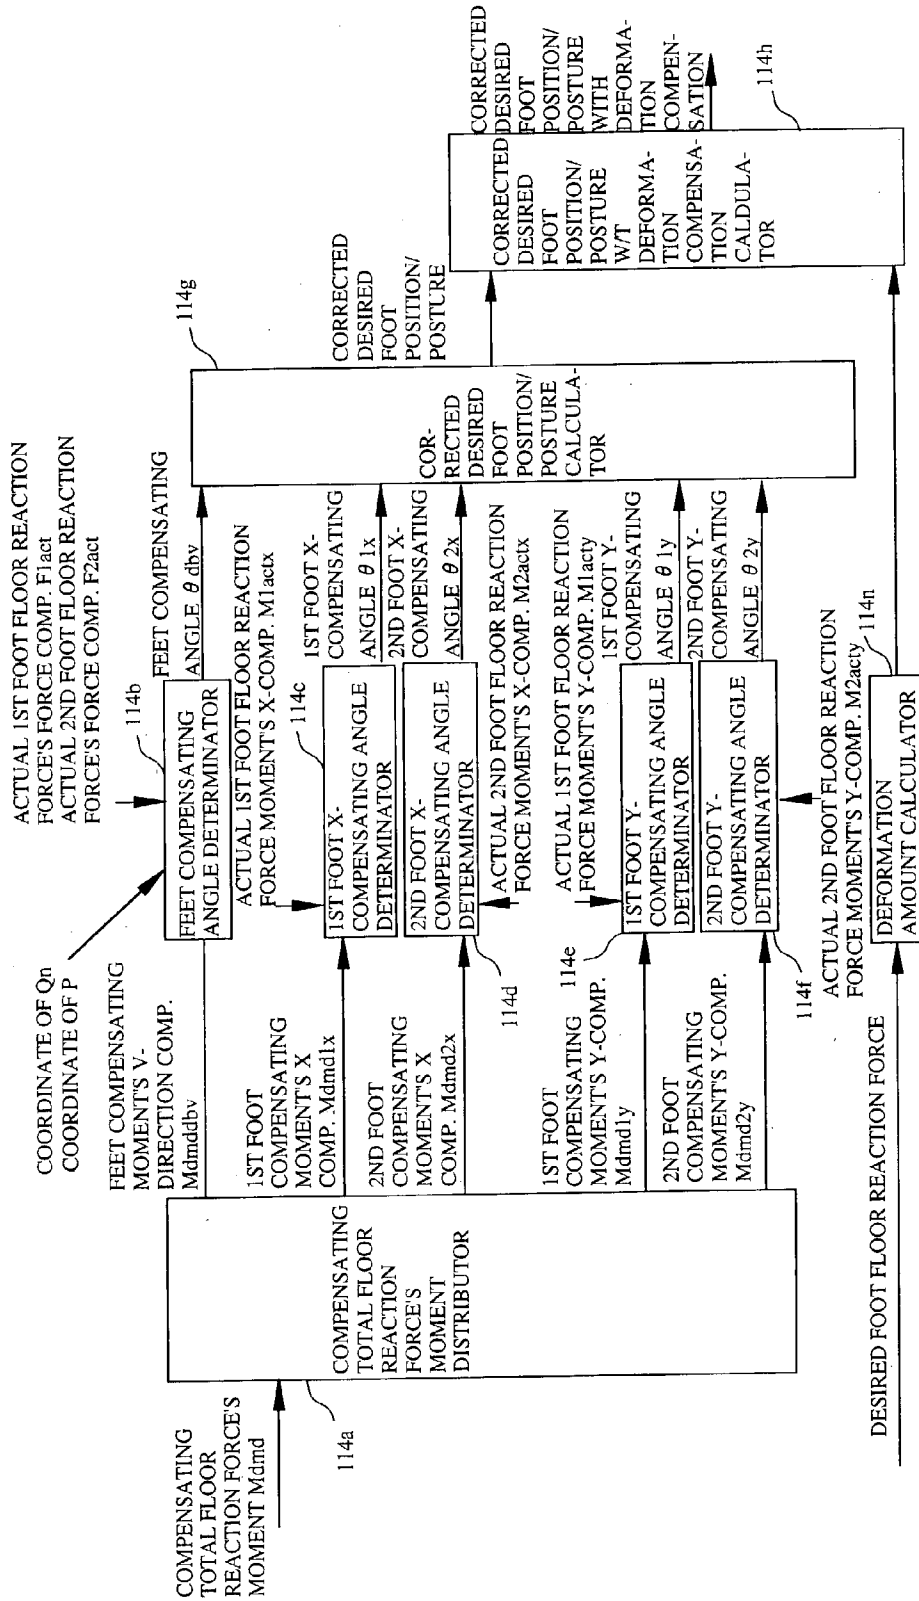 COMPENSATING
TOTAL FLOOR
REACTION FORCE'S
MOMENT Mdmd
114a
COMPENSATING
TOTAL FLOOR
REACTION
FORCE'S
MOMENT
DISTRIBUTOR
COORDINATE OF Qn
COORDINATE OF P
FEET COMPENSATING
MOMENT'S V-
DIRECTION COMP.
Mdmddbv
1ST FOOT
COMPENSATING
MOMENT'S X
COMP. Mdmd1x
2ND FOOT
COMPENSATING
MOMENT'S X
COMP. Mdmd2x
1ST FOOT
COMPENSATING
MOMENT'S Y-COMP.
Mdmd1y
2ND FOOT
COMPENSATING
MOMENT'S Y-COMP.
Mdmd2y
DESIRED FOOT FLOOR REACTION FORCE
ACTUAL 1ST FOOT FLOOR REACTION
FORCE'S FORCE COMP. F1act
ACTUAL 2ND FOOT FLOOR REACTION
FORCE'S FORCE COMP. F2act
114b
FEET COMPENSATING
ANGLE DETERMINATOR
FEET COMPENSATING
ANGLE θ dbv
ACTUAL 1ST FOOT FLOOR REACTION
FORCE MOMENT'S X-COMP. M1actx
114c
1ST FOOT X-
COMPENSATING ANGLE
DETERMINATOR
1ST FOOT X-
COMPENSATING
ANGLE θ 1x
2ND FOOT X-
COMPENSATING ANGLE
DETERMINATOR
114d
2ND FOOT X-
COMPENSATING
ANGLE θ 2x
ACTUAL 2ND FOOT FLOOR REACTION
FORCE MOMENT'S X-COMP. M2actx
ACTUAL 1ST FOOT FLOOR REACTION
FORCE MOMENT'S Y-COMP. M1acty
114e
1ST FOOT Y-
COMPENSATING ANGLE
DETERMINATOR
1ST FOOT Y-
COMPENSATING
ANGLE θ 1y
2ND FOOT Y-
COMPENSATING ANGLE
DETERMINATOR
114f
2ND FOOT Y-
COMPENSATING
ANGLE θ 2y
ACTUAL 2ND FOOT FLOOR REACTION
FORCE MOMENT'S Y-COMP. M2acty
114n
DEFORMATION
AMOUNT CALCULATOR
114g
COR-
RECTED
DESIRED
FOOT
POSITION/
POSTURE
CALCULA-
TOR
CORRECTED
DESIRED
FOOT
POSITION/
POSTURE
CORRECTED
DESIRED
FOOT
POSITION/
POSTURE
W/T
DEFORMA-
TION
COMPENSA-
TION
CALDULA-
TOR
114h
CORRECTED
DESIRED
FOOT
POSITION/
POSTURE
WITH
DEFORMA-
TION
COMPEN-
SATION